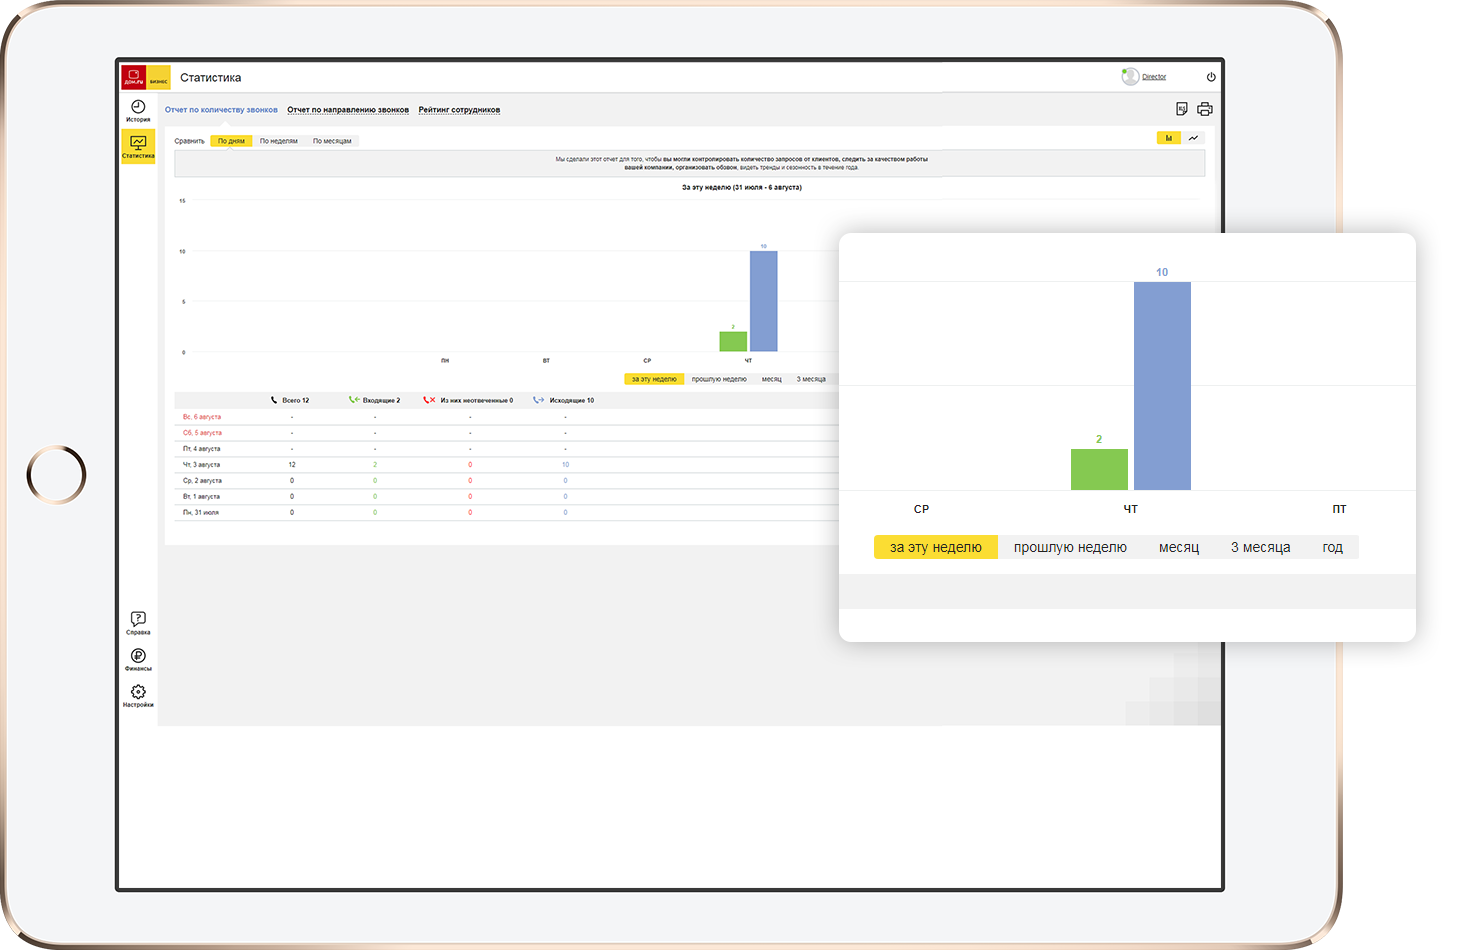 ДОМ.RU БИЗНЕС
Статистика
Director
История
Статистика
Отчет по количеству звонков Отчет по направлению звонков Рейтинг сотрудников
XLS
Сравнить По дням По неделям По месяцам
Мы сделали этот отчет для того, чтобы вы могли контролировать количество запросов от клиентов, следить за качеством работы
вашей компании, организовать обзвон, видеть тренды и сезонность в течение года.
За эту неделю (31 июля - 6 августа)
15
10
5
0
10
2
ПН ВТ СР ЧТ
за эту неделю прошлую неделю месяц 3 месяца
Всего 12 Входящие 2 Из них неотвеченные 0 Исходящие 10
Вс, 6 августа - - - -
Сб, 5 августа - - - -
Пт, 4 августа - - - -
Чт, 3 августа 12 2 0 10
Ср, 2 августа 0 0 0 0
Вт, 1 августа 0 0 0 0
Пн, 31 июля 0 0 0 0
Справка
Финансы
Настройки
10
2
СР ЧТ ПТ
за эту неделю прошлую неделю месяц 3 месяца год